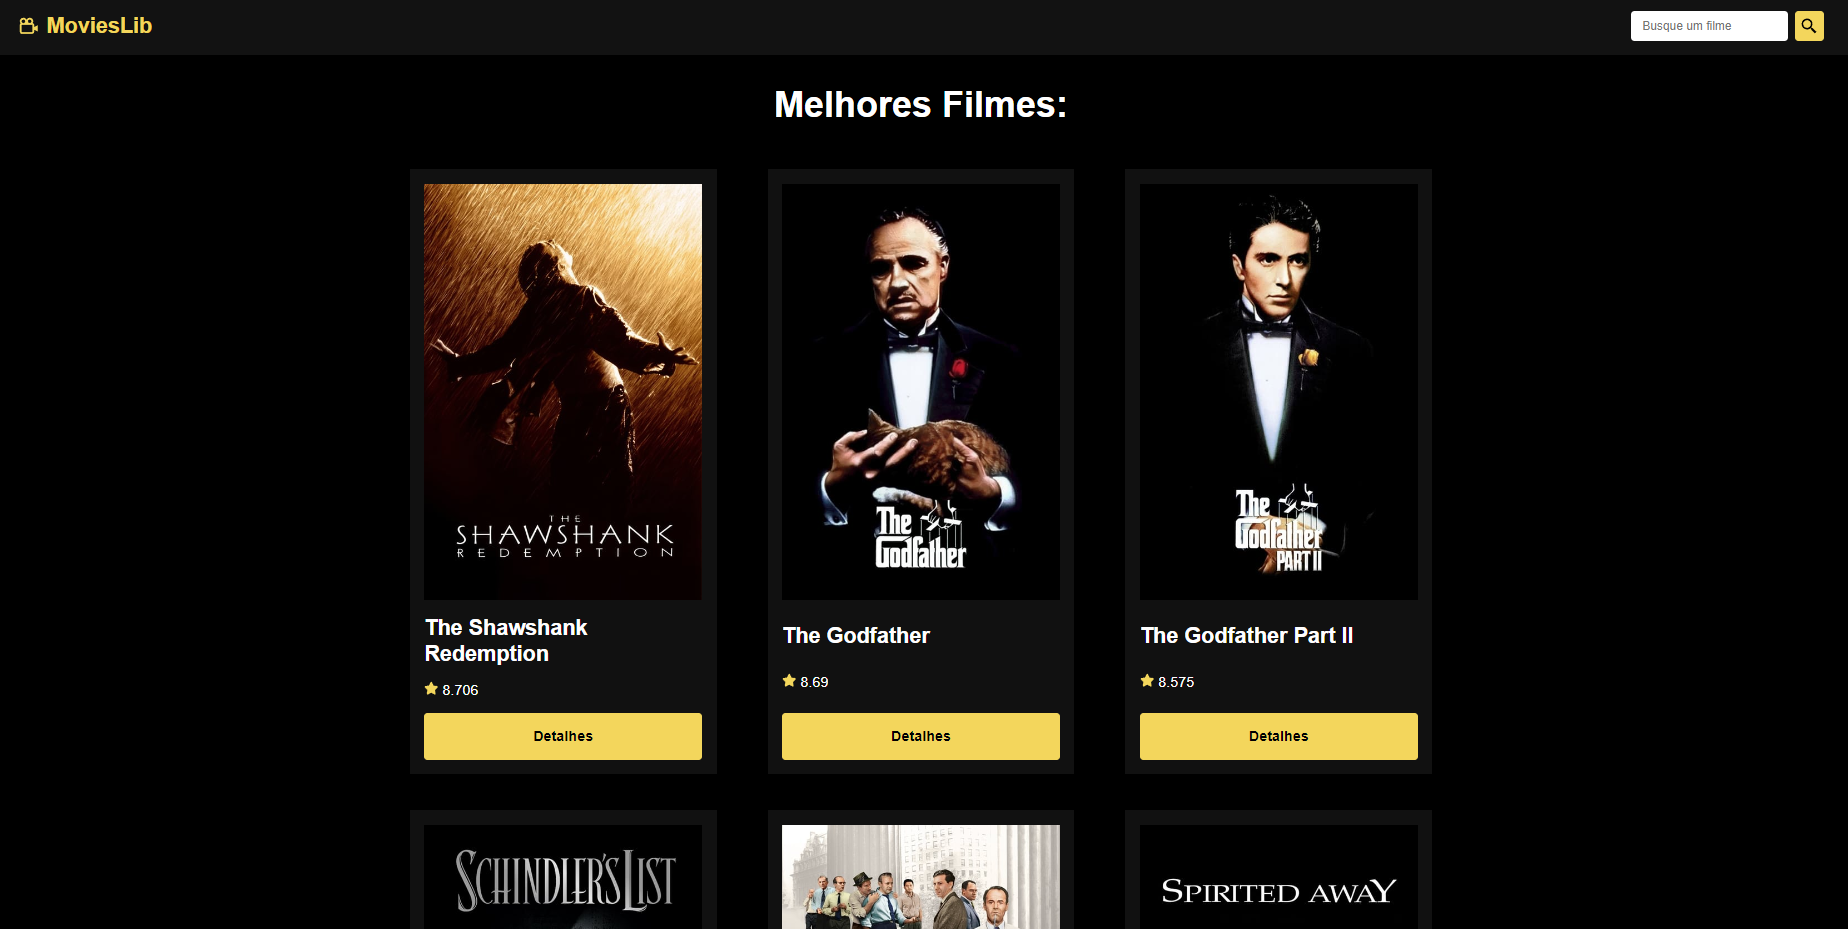 MoviesLib
Busque um filme
Melhores Filmes:
THE
SHAWSHANK
REDEMPTION
The
Godfather
The
Godfather
PART II
The Shawshank
Redemption
The Godfather
The Godfather Part II
8.706
8.69
8.575
Detalhes
Detalhes
Detalhes
SCHINDLER'S LIST
SPIRITED AWAY